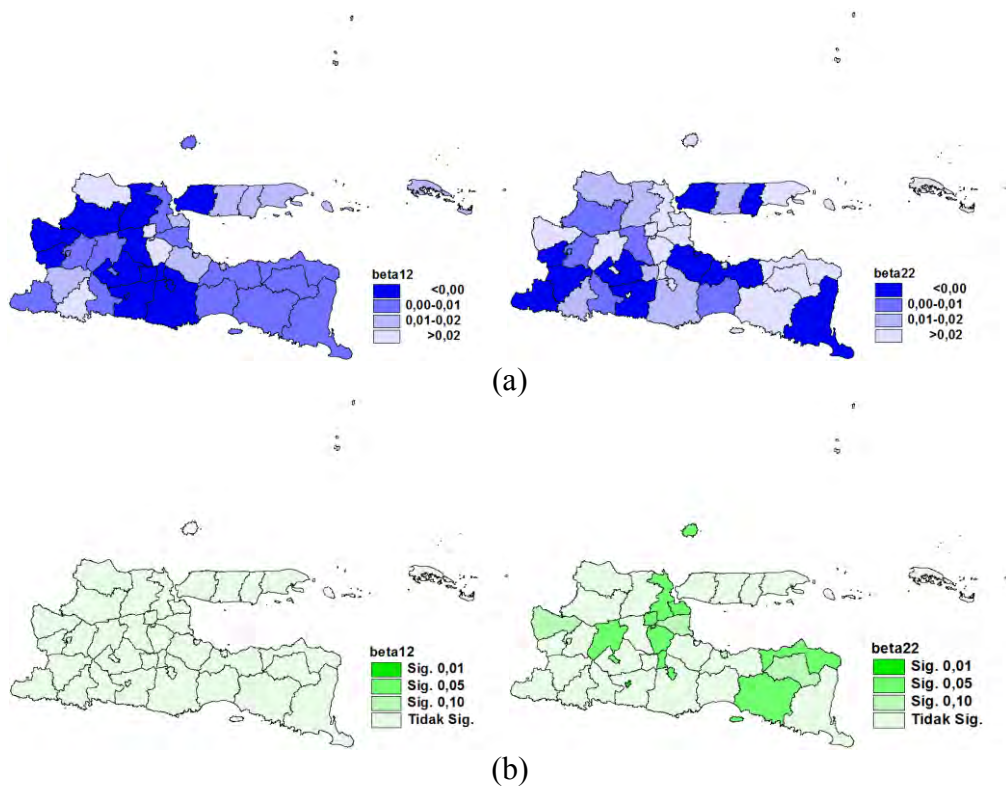 beta12
<0,00
0,00-0,01
0,01-0,02
>0,02
beta22
<0,00
0,00-0,01
0,01-0,02
>0,02
(a)
beta12
Sig. 0,01
Sig. 0,05
Sig. 0,10
Tidak Sig.
beta22
Sig. 0,01
Sig. 0,05
Sig. 0,10
Tidak Sig.
(b)